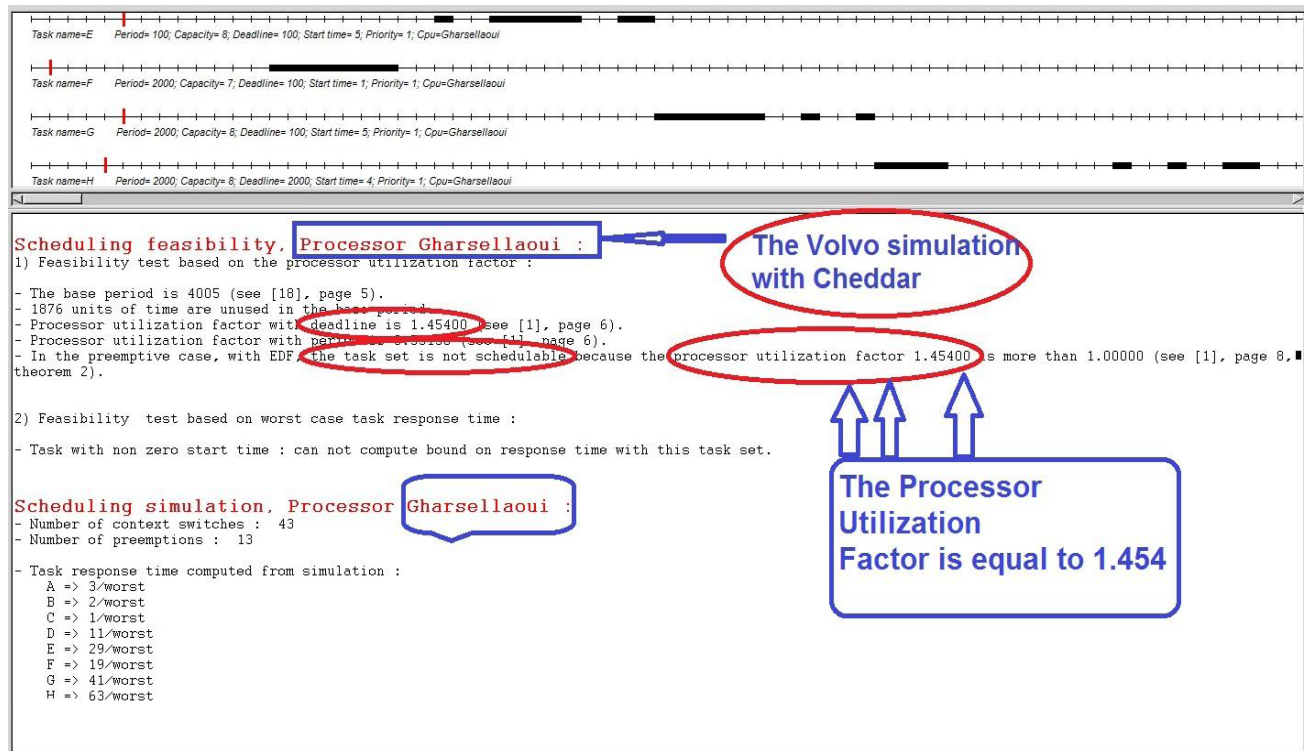 Task name=E Period= 100; Capacity= 8; Deadline= 100; Start time= 5; Priority= 1; Cpu=Gharsellaoui
Task name=F Period= 2000; Capacity= 7; Deadline= 100; Start time= 1; Priority= 1; Cpu=Gharsellaoui
Task name=G Period= 2000; Capacity= 8; Deadline= 100; Start time= 5; Priority= 1; Cpu=Gharsellaoui
Task name=H Period= 2000; Capacity= 8; Deadline= 2000; Start time= 4; Priority= 1; Cpu=Gharsellaoui
Scheduling feasibility, Processor Gharsellaoui :
The Volvo simulation
with Cheddar
1) Feasibility test based on the processor utilization factor :
- The base period is 4005 (see [18], page 5).
- 1876 units of time are unused in the base period.
- Processor utilization factor with deadline is 1.45400 (see [1], page 6).
- Processor utilization factor with (see [1], page 6).
- In the preemptive case, with EDF, the task set is not schedulable because the processor utilization factor 1.45400 is more than 1.00000 (see [1], page 8,
theorem 2).
2) Feasibility test based on worst case task response time :
- Task with non zero start time : can not compute bound on response time with this task set.
The Processor
Utilization
Factor is equal to 1.454
Scheduling simulation, Processor Gharsellaoui :
- Number of context switches : 43
- Number of preemptions : 13
- Task response time computed from simulation :
A => 3/worst
B => 2/worst
C => 1/worst
D => 11/worst
E => 29/worst
F => 19/worst
G => 41/worst
H => 63/worst